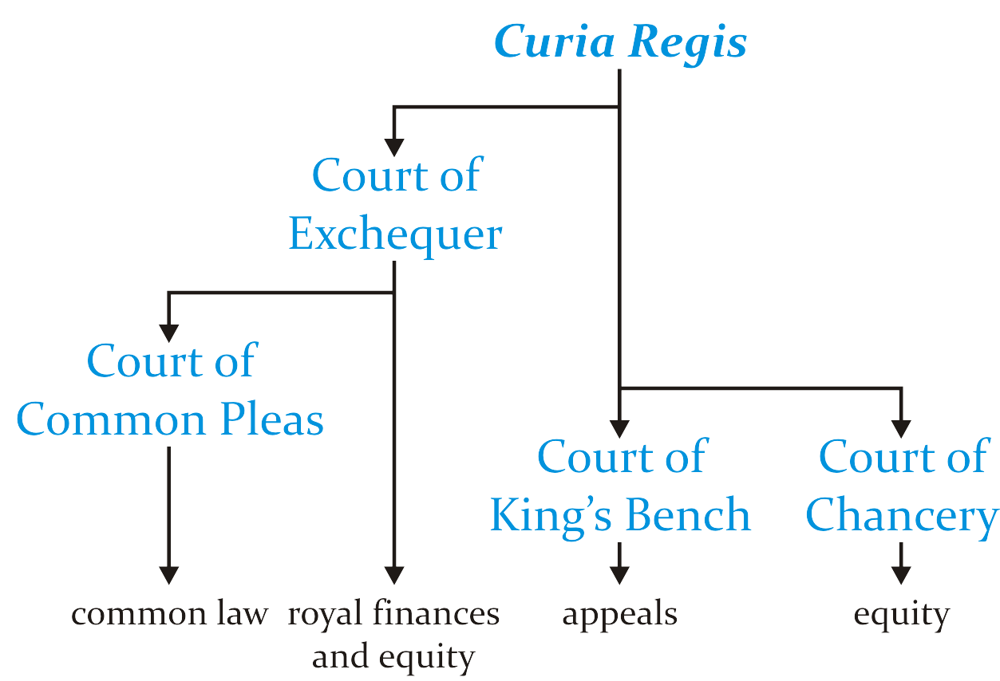 Curia Regis
Court of
Exchequer
Court of
Common Pleas
Court of
King’s Bench
Court of
Chancery
common law
royal finances
and equity
appeals
equity